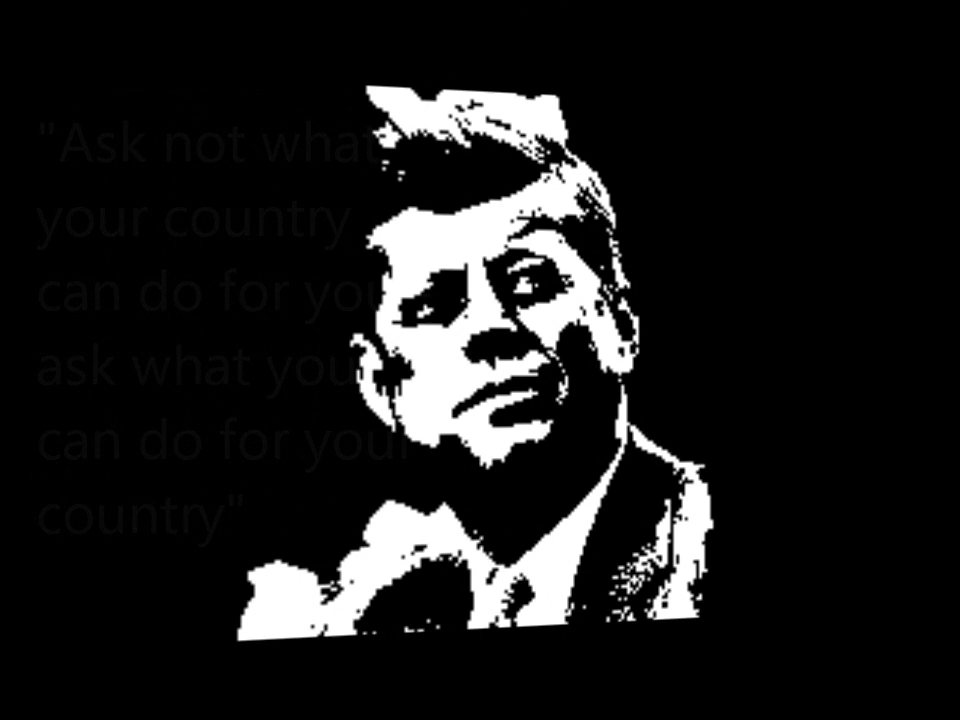 "Ask not what
your country
can do for you
ask what you
can do for your
country"